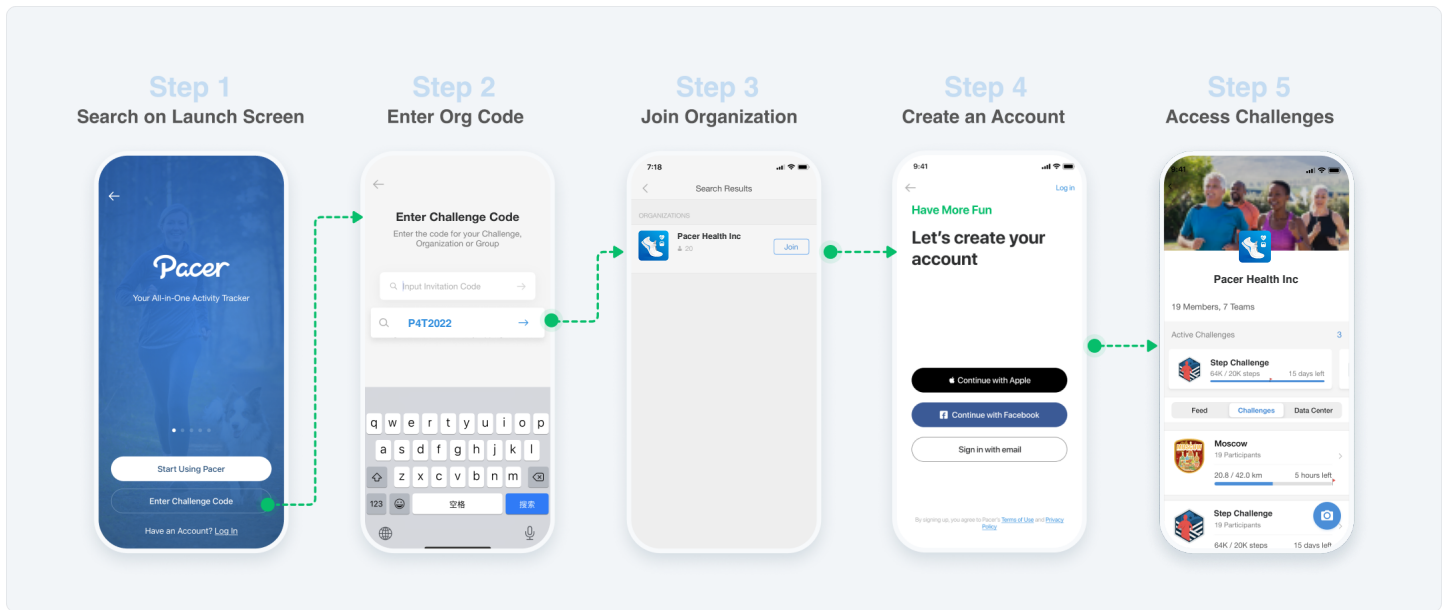 Step 1
Search on Launch Screen
Pacer
Your All-in-One Activity Tracker
Start Using Pacer
Enter Challenge Code
Have an Account? Log In
Step 2
Enter Org Code
Enter Challenge Code
Enter the code for your Challenge,
Organization or Group
Input Invitation Code
P4T2022
q w e r t y u i o p
a s d f g h j k l
z x c v b n m
123 空格 搜索
Step 3
Join Organization
7:18
Search Results
ORGANIZATIONS
Pacer Health Inc
20
Join
Step 4
Create an Account
9:41
Log in
Have More Fun
Let's create your
account
Continue with Apple
Continue with Facebook
Sign in with email
By signing up, you agree to Pacer's Terms of Use and Privacy
Policy
Step 5
Access Challenges
9:41
Pacer Health Inc
19 Members, 7 Teams
Active Challenges 3
Step Challenge
64K / 20K steps 15 days left
Feed Challenges Data Center
Moscow
19 Participants
20.8 / 42.0 km 5 hours left
Step Challenge
19 Participants
64K / 20K steps 15 days left